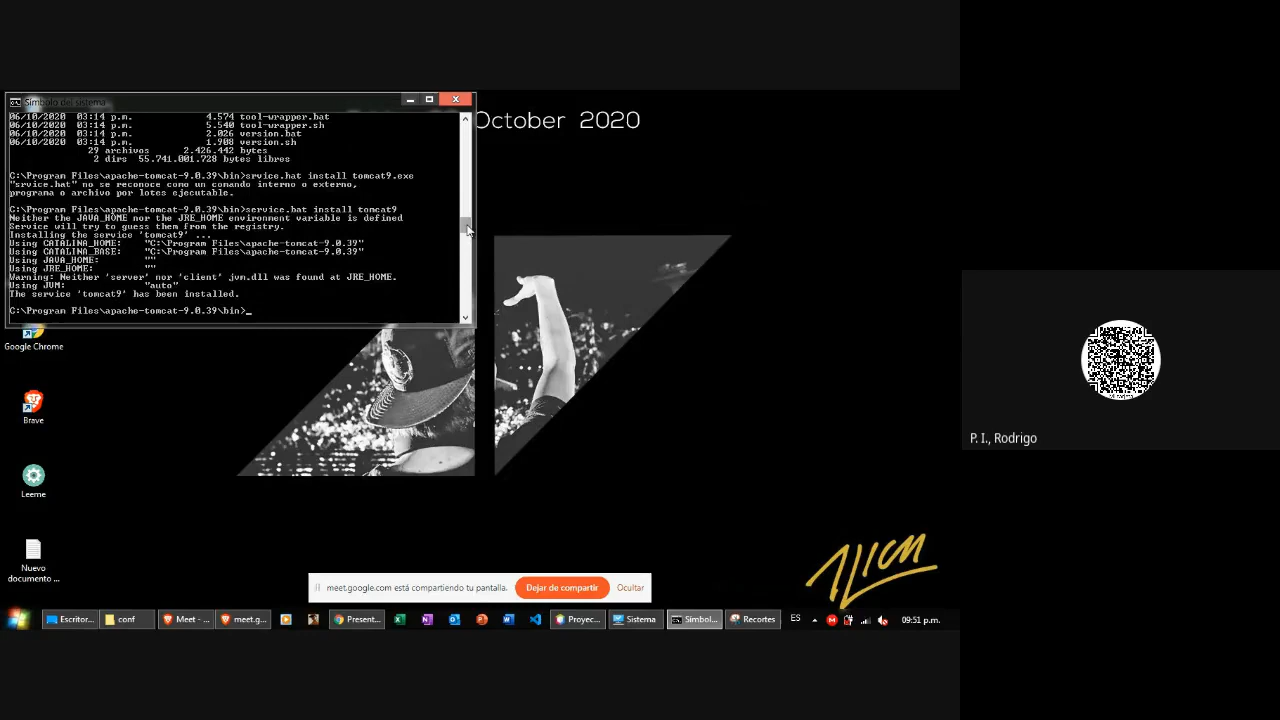 Símbolo del sistema
06/10/2020 03:14 p.m. 4.574 tool-wrapper.bat
06/10/2020 03:14 p.m. 5.540 tool-wrapper.sh
06/10/2020 03:14 p.m. 2.026 version.bat
06/10/2020 03:14 p.m. 1.908 version.sh
29 archivos 2.426.442 bytes
2 dirs 55.741.001.728 bytes libres
C:\Program Files\apache-tomcat-9.0.39\bin>srvice.hat install tomcat9.exe
"srvice.hat" no se reconoce como un comando interno o externo,
programa o archivo por lotes ejecutable.
C:\Program Files\apache-tomcat-9.0.39\bin>service.bat install tomcat9
Neither the JAVA_HOME nor the JRE_HOME environment variable is defined
Service will try to guess them from the registry.
Installing the service 'tomcat9' ...
Using CATALINA_HOME: "C:\Program Files\apache-tomcat-9.0.39"
Using CATALINA_BASE: "C:\Program Files\apache-tomcat-9.0.39"
Using JAVA_HOME: ""
Using JRE_HOME: ""
Warning: Neither 'server' nor 'client' jvm.dll was found at JRE_HOME.
Using JVM: "auto"
The service 'tomcat9' has been installed.
C:\Program Files\apache-tomcat-9.0.39\bin>_
October 2020
Google Chrome
Brave
Leeme
Nuevo
documento ...
P. I., Rodrigo
meet.google.com está compartiendo tu pantalla. Dejar de compartir Ocultar
Escritor... conf Meet - ... meet.g... Present... Proyec... Sistema Símbol... Recortes ES 09:51 p.m.